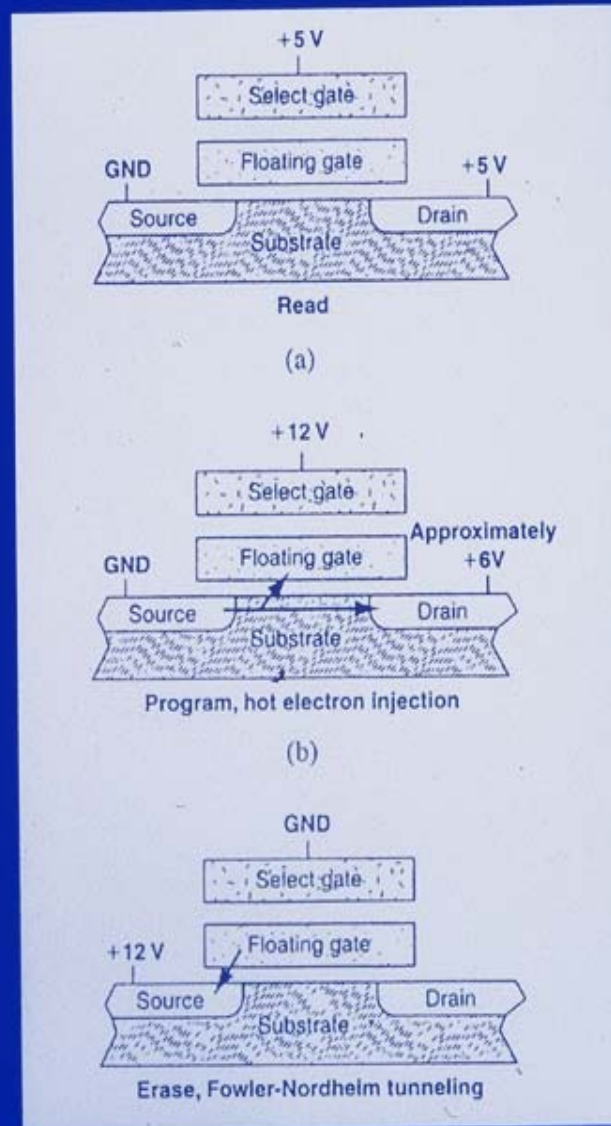 +5 V
Select gate
Floating gate
GND
+5 V
Source
Drain
Substrate
Read
(a)
+12 V
Select gate
Approximately
Floating gate
GND
+6V
Source
Drain
Substrate
Program, hot electron injection
(b)
GND
Select gate
Floating gate
+12 V
Source
Drain
Substrate
Erase, Fowler-Nordheim tunneling